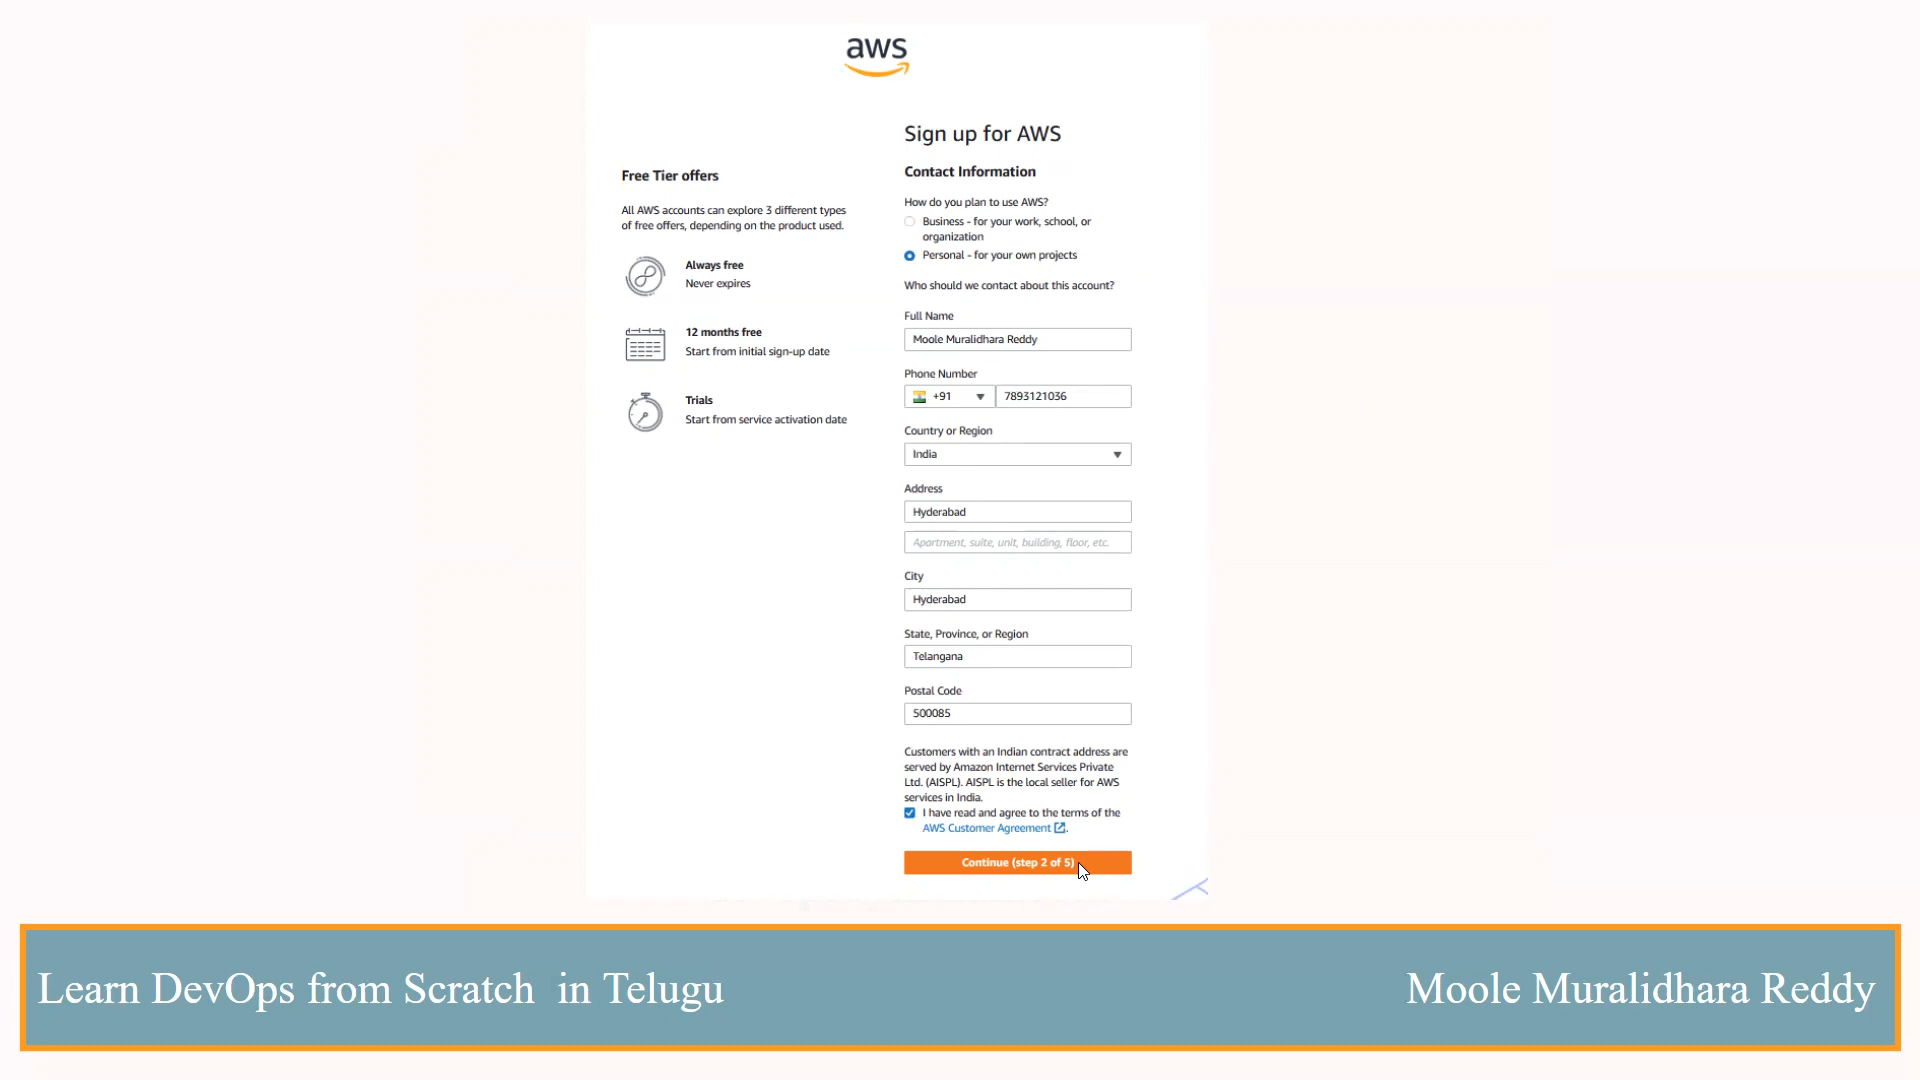 aws
Sign up for AWS
Free Tier offers
All AWS accounts can explore 3 different types
of free offers, depending on the product used.
Always free
Never expires
12 months free
Start from initial sign-up date
Trials
Start from service activation date
Contact Information
How do you plan to use AWS?
Business - for your work, school, or
organization
Personal - for your own projects
Who should we contact about this account?
Full Name
Moole Muralidhara Reddy
Phone Number
+91 7893121036
Country or Region
India
Address
Hyderabad
Apartment, suite, unit, building, floor, etc.
City
Hyderabad
State, Province, or Region
Telangana
Postal Code
500085
Customers with an Indian contract address are
served by Amazon Internet Services Private
Ltd. (AISPL). AISPL is the local seller for AWS
services in India.
I have read and agree to the terms of the
AWS Customer Agreement.
Continue (step 2 of 5)
Learn DevOps from Scratch in Telugu
Moole Muralidhara Reddy